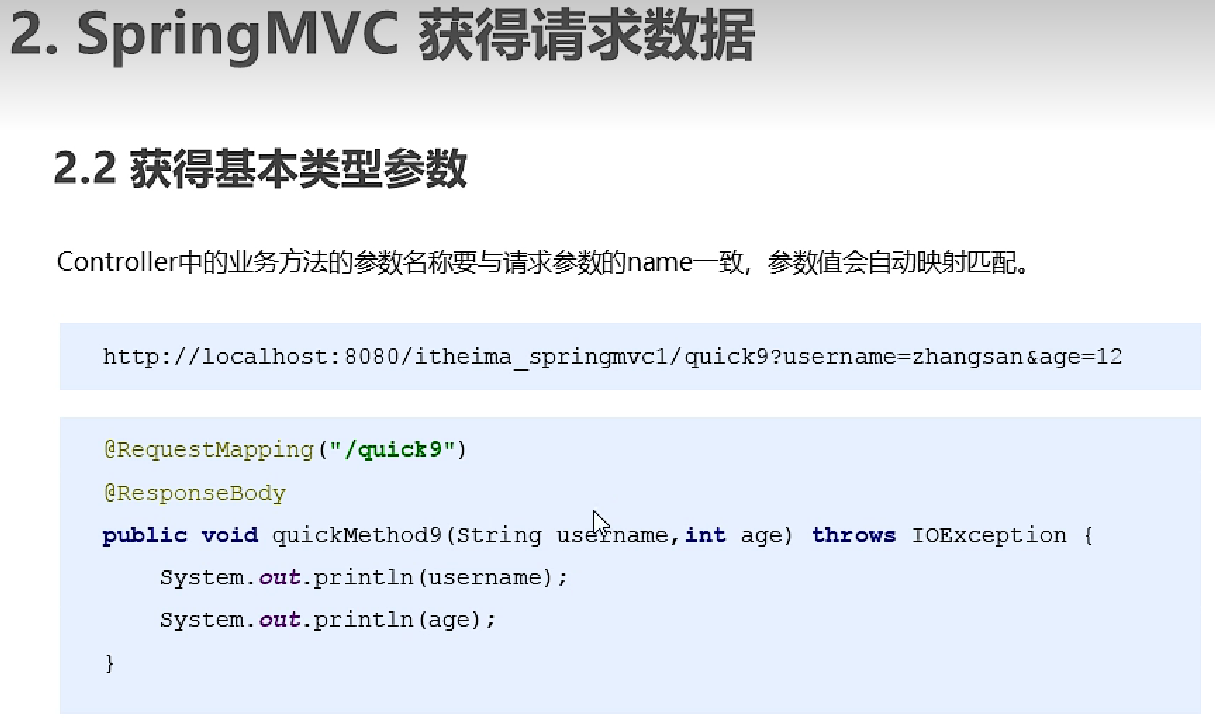 2. SpringMVC 获得请求数据
2.2 获得基本类型参数
Controller中的业务方法的参数名称要与请求参数的name一致，参数值会自动映射匹配。
http://localhost:8080/itheima_springmvc1/quick9?username=zhangsan&age=12
@RequestMapping("/quick9")
@ResponseBody
public void quickMethod9(String username,int age) throws IOException {
    System.out.println(username);
    System.out.println(age);
}